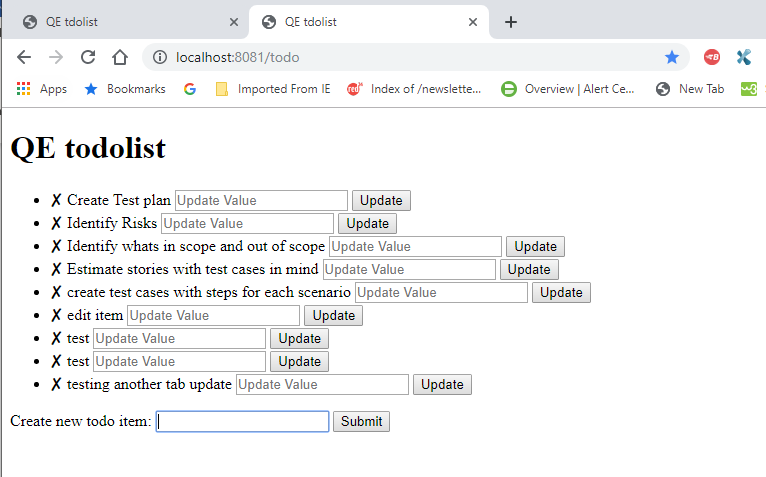 QE tdolist QE tdolist
localhost:8081/todo
Apps Bookmarks Imported From IE Index of /newslette... Overview | Alert Ce... New Tab
QE todolist
✗ Create Test plan Update Value Update
✗ Identify Risks Update Value Update
✗ Identify whats in scope and out of scope Update Value Update
✗ Estimate stories with test cases in mind Update Value Update
✗ create test cases with steps for each scenario Update Value Update
✗ edit item Update Value Update
✗ test Update Value Update
✗ test Update Value Update
✗ testing another tab update Update Value Update
Create new todo item: Submit